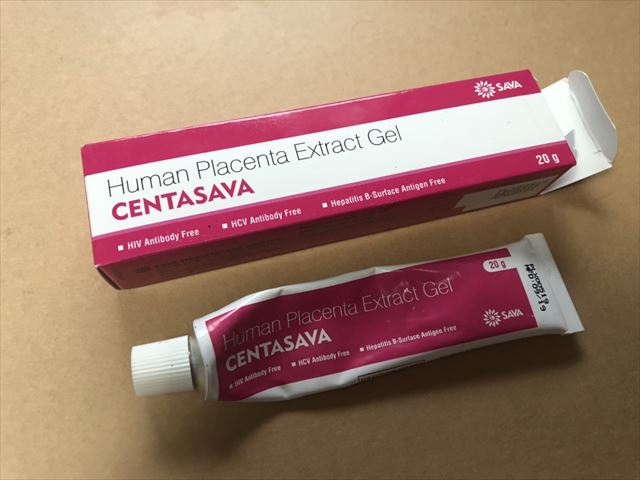 SAVA
Human Placenta Extract Gel
CENTASAVA
20 g
■ HIV Antibody Free ■ HCV Antibody Free ■ Hepatitis B-Surface Antigen Free
20 g
Human Placenta Extract Gel
CENTASAVA
SAVA
■ HIV Antibody Free ■ HCV Antibody Free ■ Hepatitis B-Surface Antigen Free